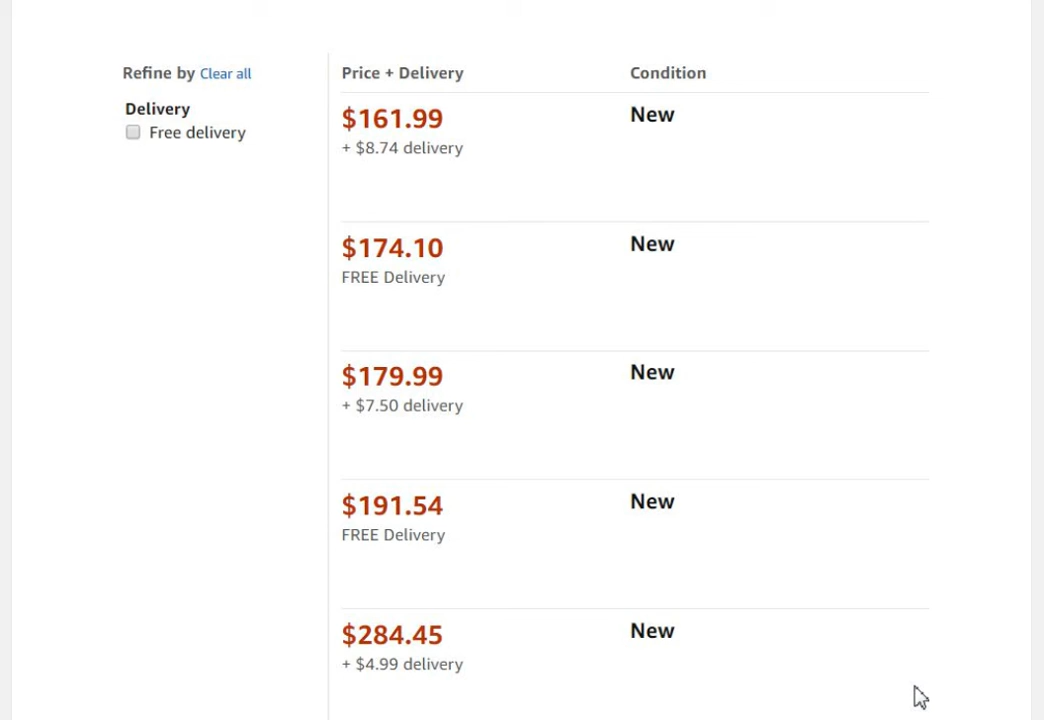 Refine by Clear all
Price + Delivery
Condition
Delivery
Free delivery
$161.99
New
+ $8.74 delivery
$174.10
New
FREE Delivery
$179.99
New
+ $7.50 delivery
$191.54
New
FREE Delivery
$284.45
New
+ $4.99 delivery